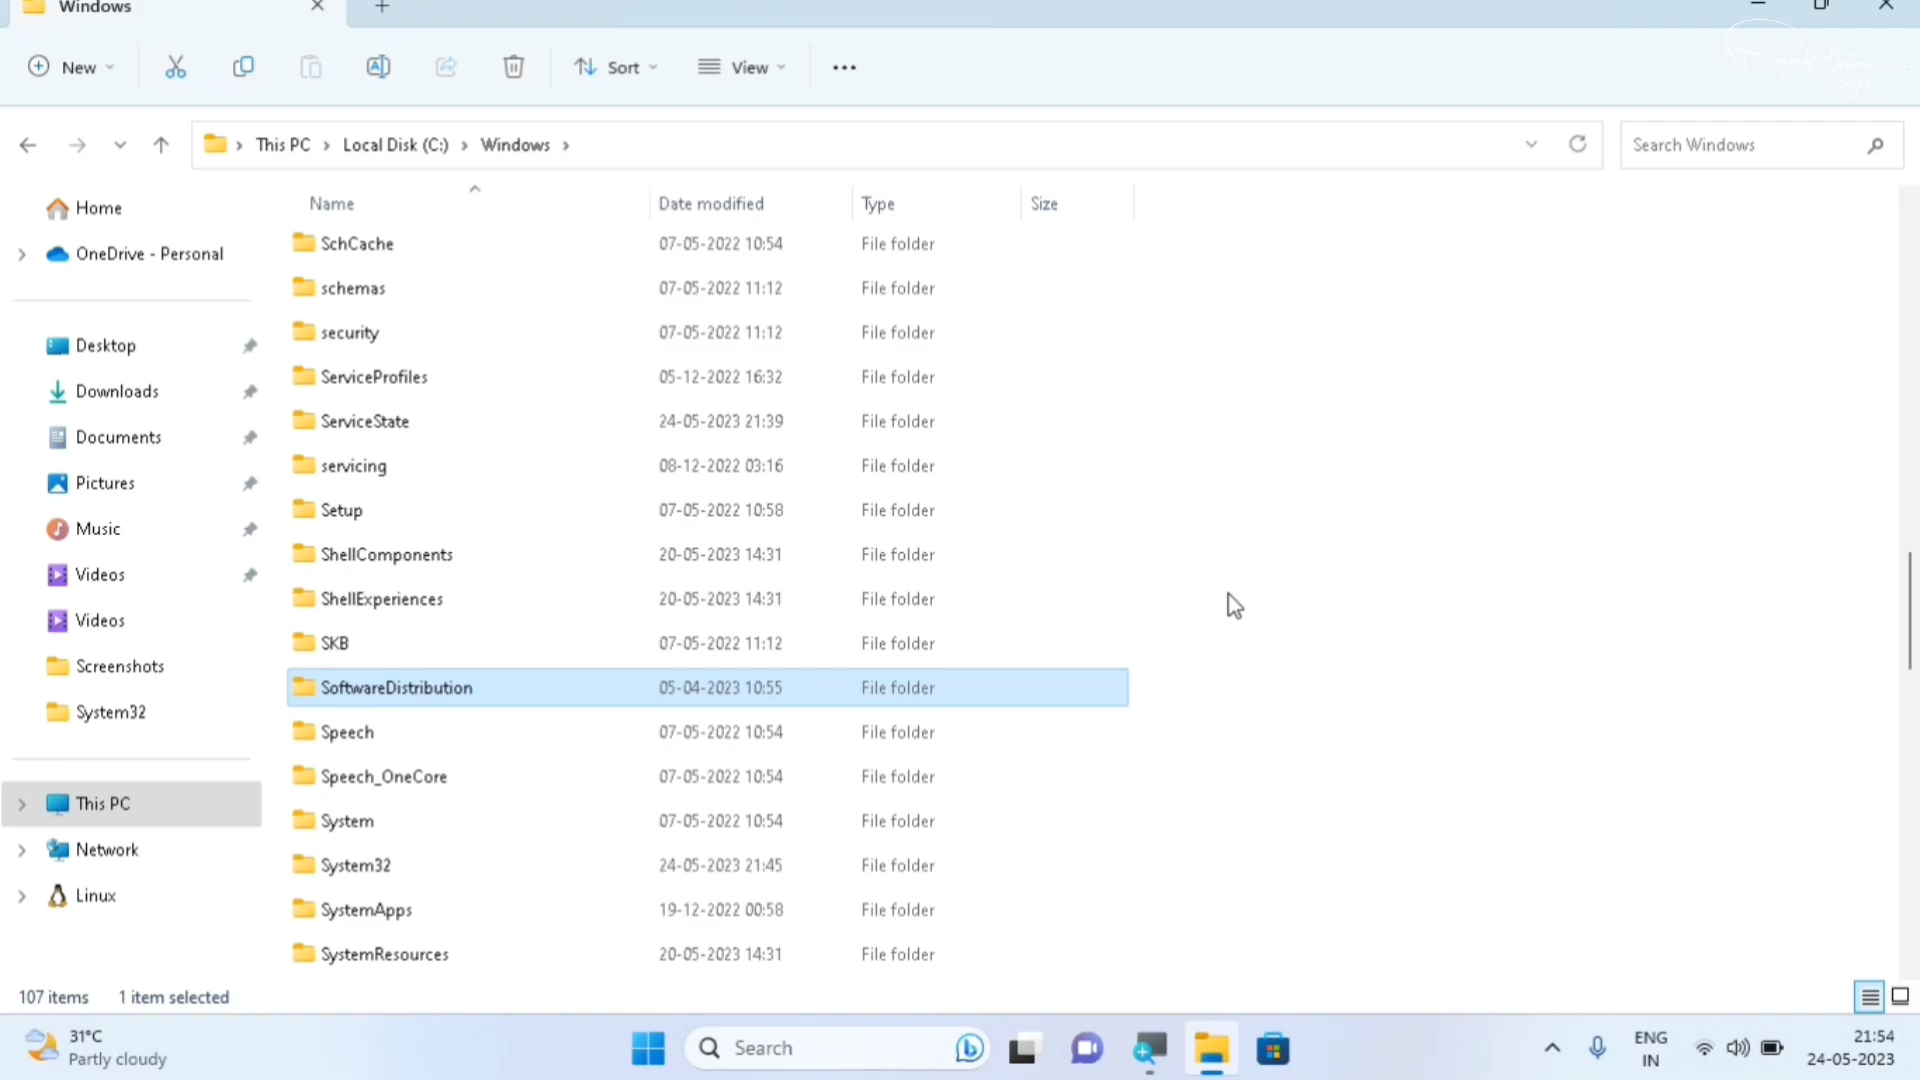 Windows
New
Sort
View
This PC
Local Disk (C:)
Windows
Search Windows
Home
OneDrive - Personal
Desktop
Downloads
Documents
Pictures
Music
Videos
Videos
Screenshots
System32
This PC
Network
Linux
Name Date modified Type Size
SchCache 07-05-2022 10:54 File folder
schemas 07-05-2022 11:12 File folder
security 07-05-2022 11:12 File folder
ServiceProfiles 05-12-2022 16:32 File folder
ServiceState 24-05-2023 21:39 File folder
servicing 08-12-2022 03:16 File folder
Setup 07-05-2022 10:58 File folder
ShellComponents 20-05-2023 14:31 File folder
ShellExperiences 20-05-2023 14:31 File folder
SKB 07-05-2022 11:12 File folder
SoftwareDistribution 05-04-2023 10:55 File folder
Speech 07-05-2022 10:54 File folder
Speech_OneCore 07-05-2022 10:54 File folder
System 07-05-2022 10:54 File folder
System32 24-05-2023 21:45 File folder
SystemApps 19-12-2022 00:58 File folder
SystemResources 20-05-2023 14:31 File folder
107 items 1 item selected
31°C
Partly cloudy
Search
ENG
IN
21:54
24-05-2023